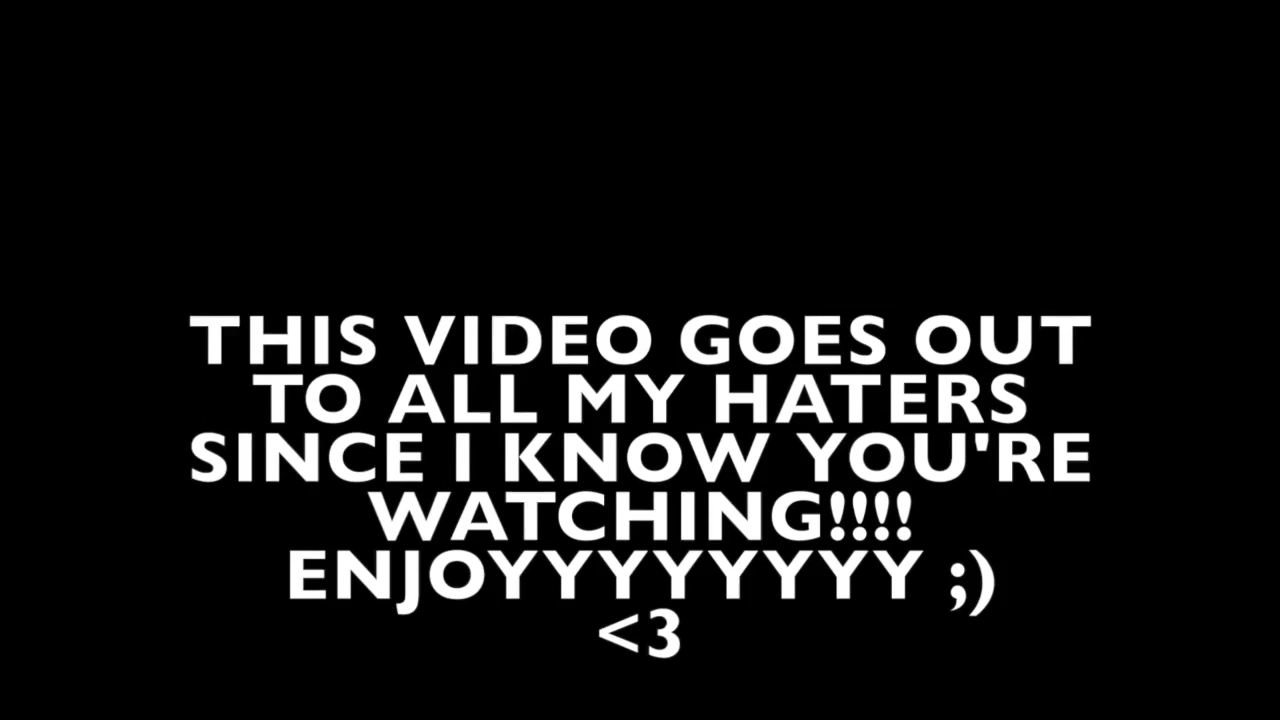 THIS VIDEO GOES OUT
TO ALL MY HATERS
SINCE I KNOW YOU'RE
WATCHING!!!!
ENJOYYYYYYYYY ;)
<3